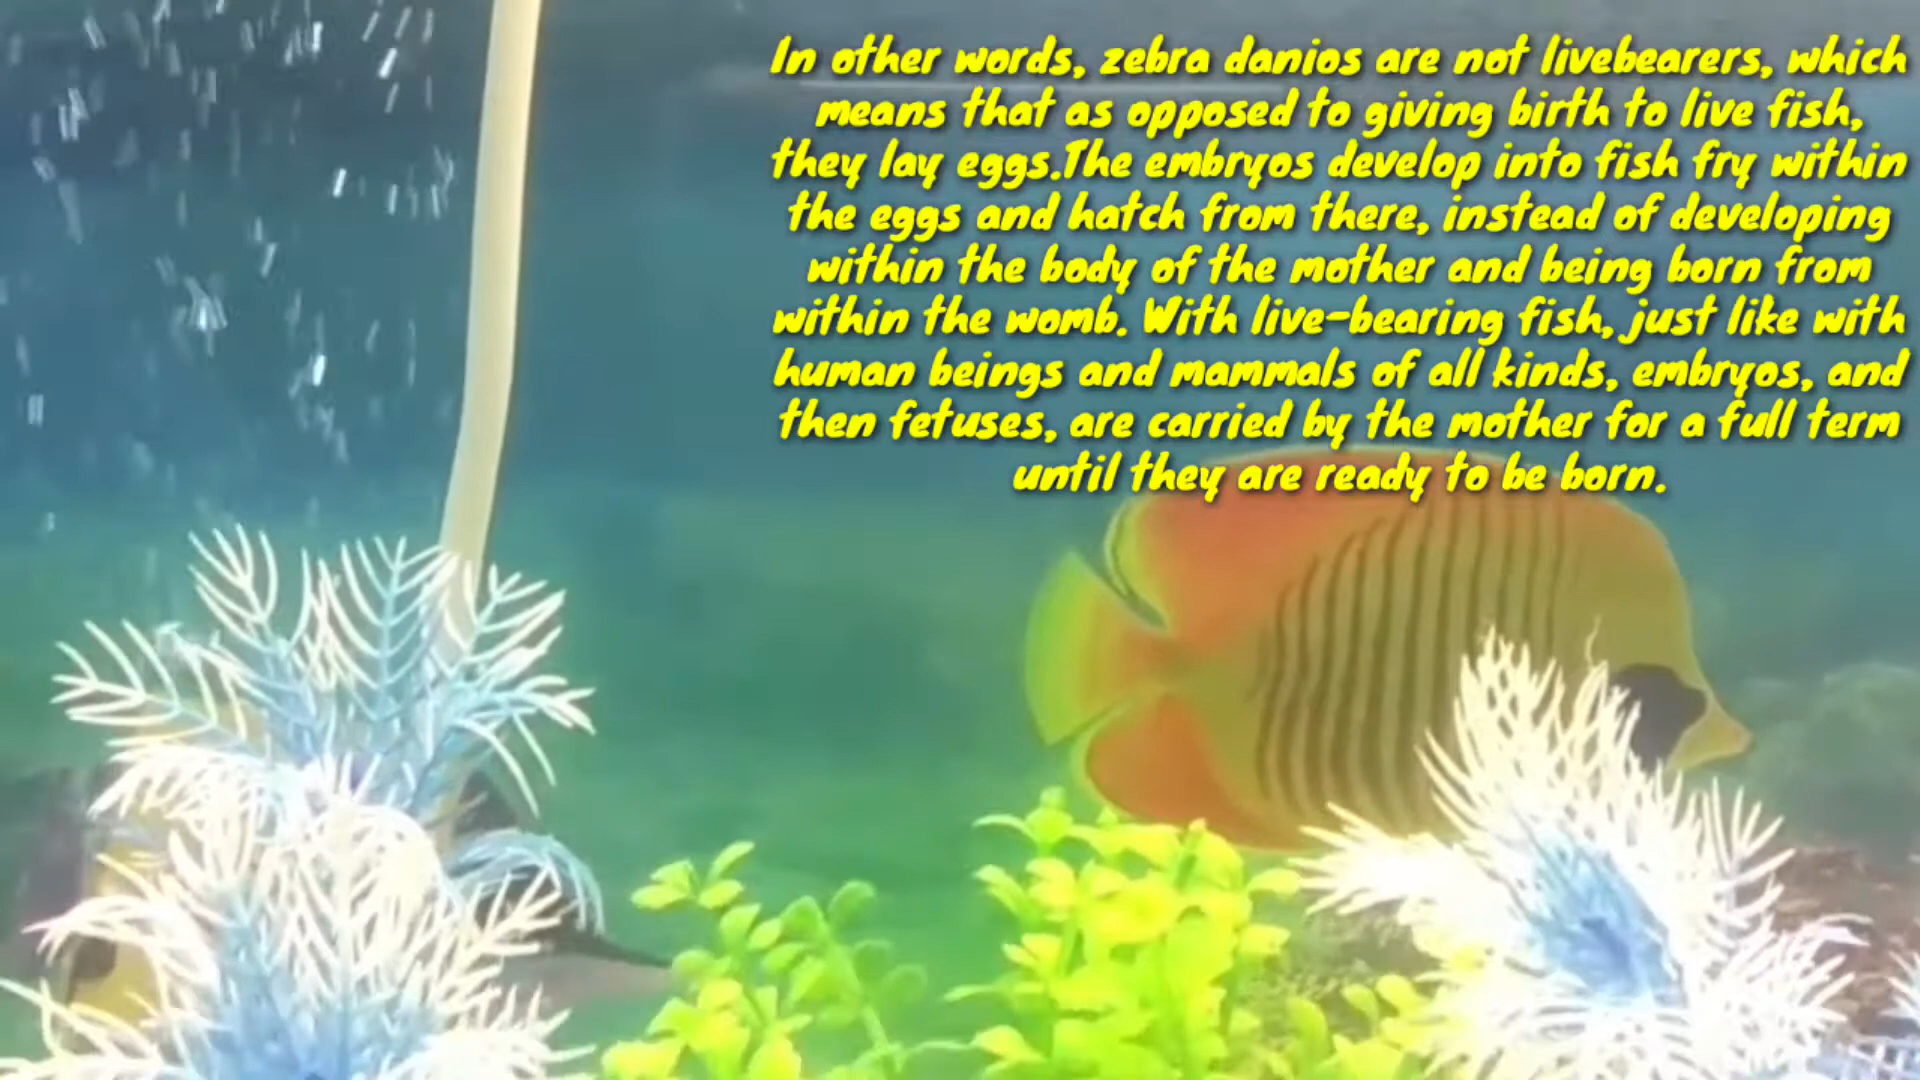 In other words, zebra danios are not livebearers, which
means that as opposed to giving birth to live fish,
they lay eggs.The embryos develop into fish fry within
the eggs and hatch from there, instead of developing
within the body of the mother and being born from
within the womb. With live-bearing fish, just like with
human beings and mammals of all kinds, embryos, and
then fetuses, are carried by the mother for a full term
until they are ready to be born.